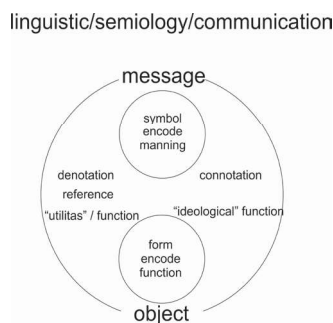 linguistic/semiology/communication
message
symbol
encode
manning
denotation
connotation
reference
"utilitas" / function
"ideological" function
form
encode
function
object